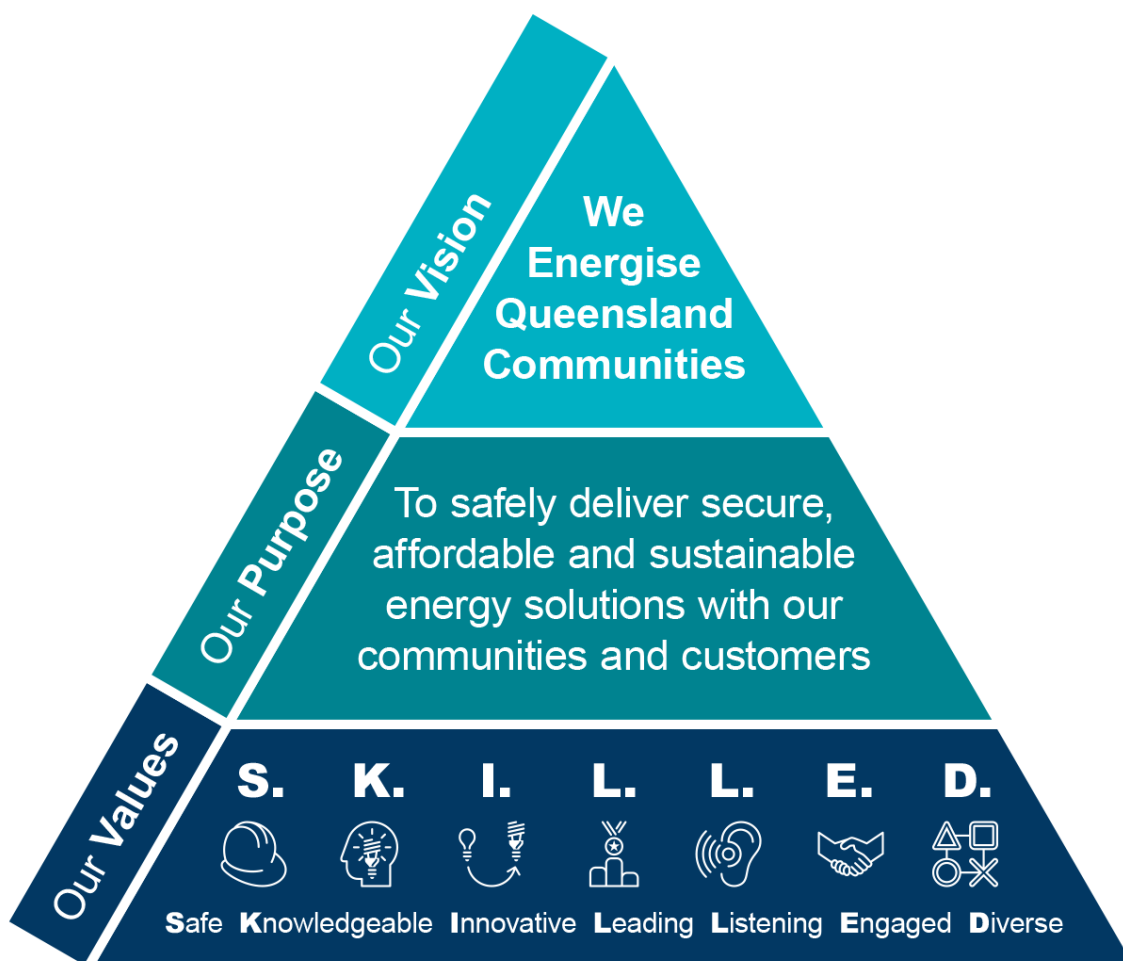 Our Vision
We
Energise
Queensland
Communities
Our Purpose
To safely deliver secure,
affordable and sustainable
energy solutions with our
communities and customers
Our Values
S. K. I. L. L. E. D.
Safe Knowledgeable Innovative Leading Listening Engaged Diverse